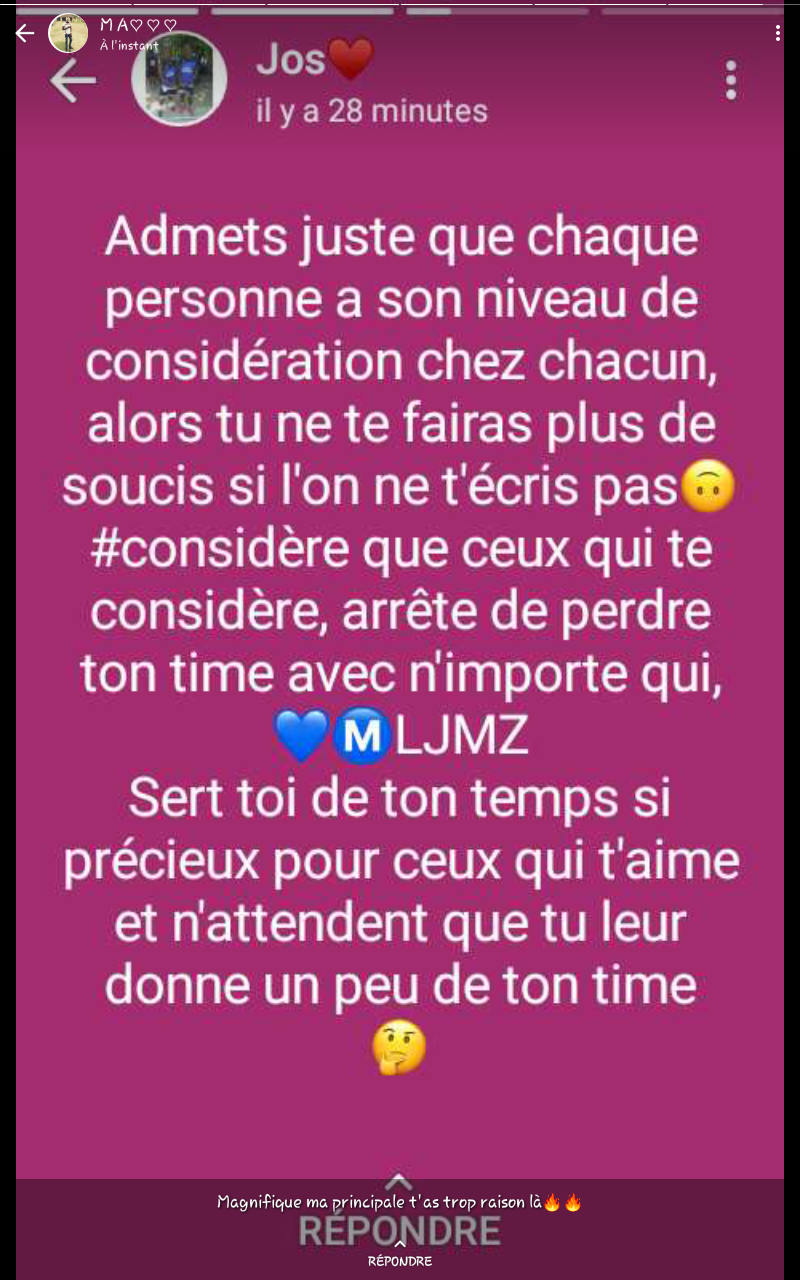 M A♡ ♡ ♡
À l'instant
Jos❤️
il y a 28 minutes
Admets juste que chaque
personne a son niveau de
considération chez chacun,
alors tu ne te fairas plus de
soucis si l'on ne t'écris pas🙃
#considère que ceux qui te
considère, arrête de perdre
ton time avec n'importe qui,
💙Ⓜ️LJMZ
Sert toi de ton temps si
précieux pour ceux qui t'aime
et n'attendent que tu leur
donne un peu de ton time
🤔
Magnifique ma principale t'as trop raison là🔥🔥
RÉPONDRE
RÉPONDRE